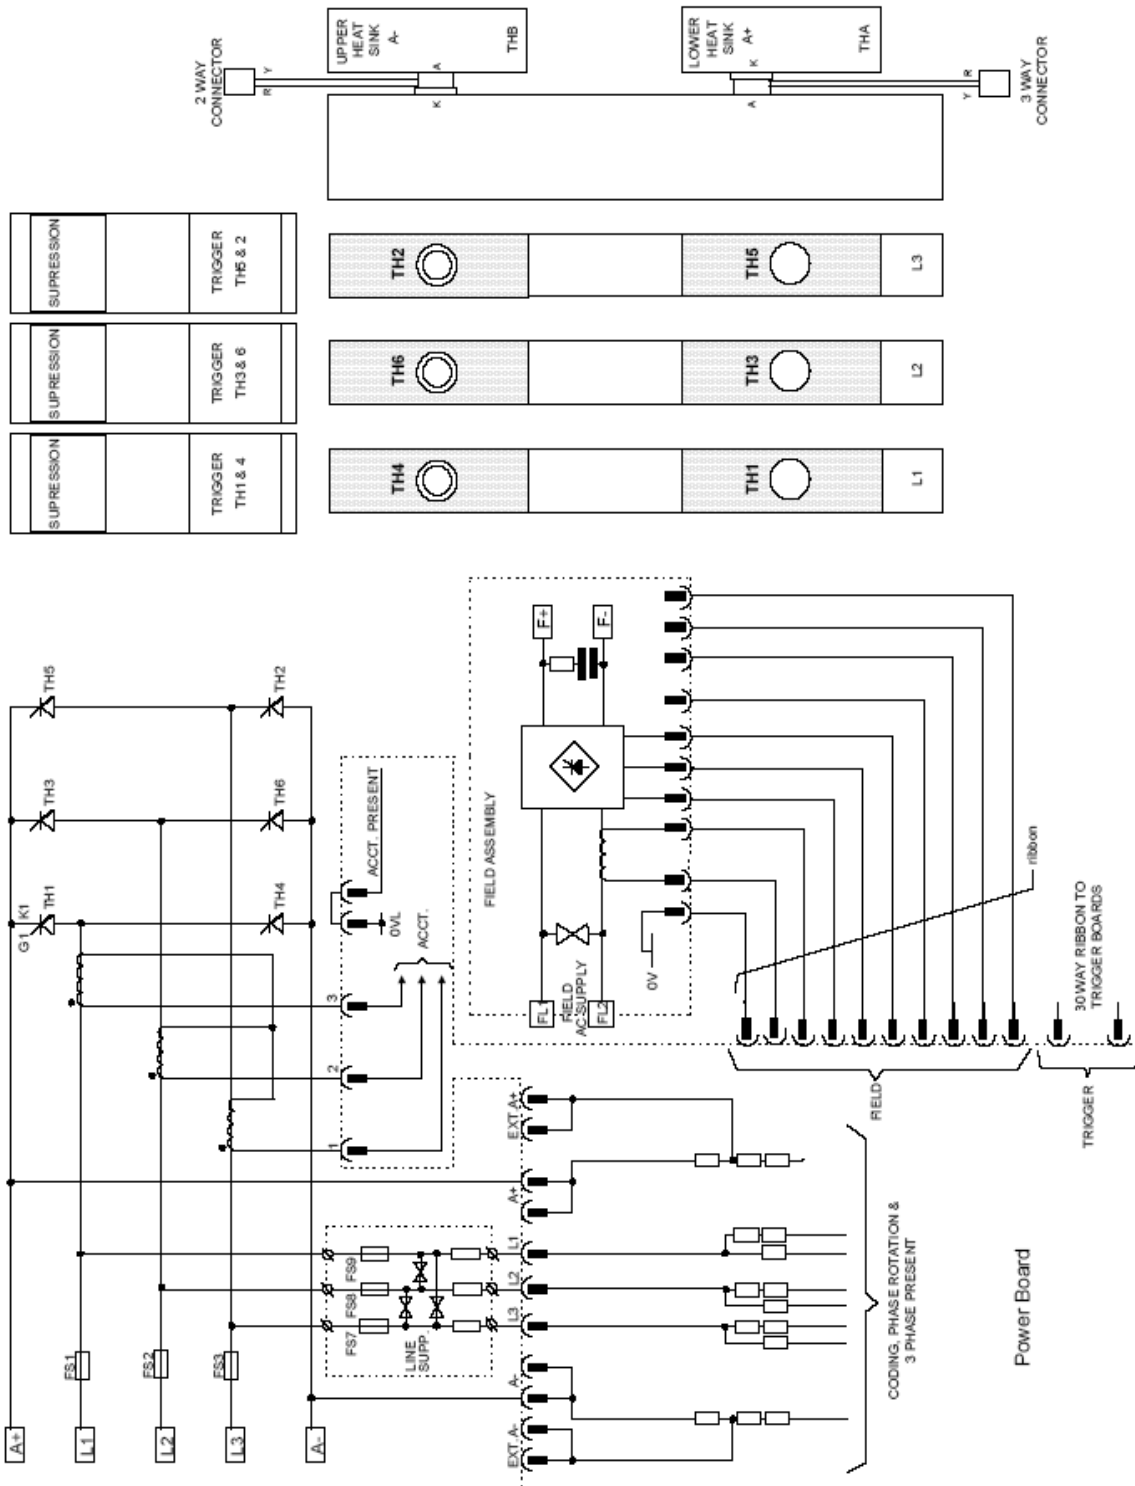 2 WAY
CONNECTOR
R
Y
UPPER
HEAT
SINK
A-
THB
A
K
LOWER
HEAT
SINK
A+
THA
K
A
R
Y
3 WAY
CONNECTOR
SUPRESSION
TRIGGER
TH5 & 2
TH2
TH5
L3
SUPRESSION
TRIGGER
TH3 & 6
TH6
TH3
L2
SUPRESSION
TRIGGER
TH1 & 4
TH4
TH1
L1
TH5
TH2
TH3
TH6
G1
K1
TH1
TH4
ACCT. PRESENT
0VL
ACCT.
3
2
1
FIELD ASSEMBLY
F+
F-
FL1
FIELD
AC SUPPLY
FL2
0V
ribbon
30 WAY RIBBON TO
TRIGGER BOARDS
FIELD
TRIGGER
EXT. A+
A+
L1
L2
L3
A-
EXT. A-
FS9
FS8
FS7
LINE
SUPP.
FS1
FS2
FS3
A+
L1
L2
L3
A-
CODING, PHASE ROTATION &
3 PHASE PRESENT
Power Board